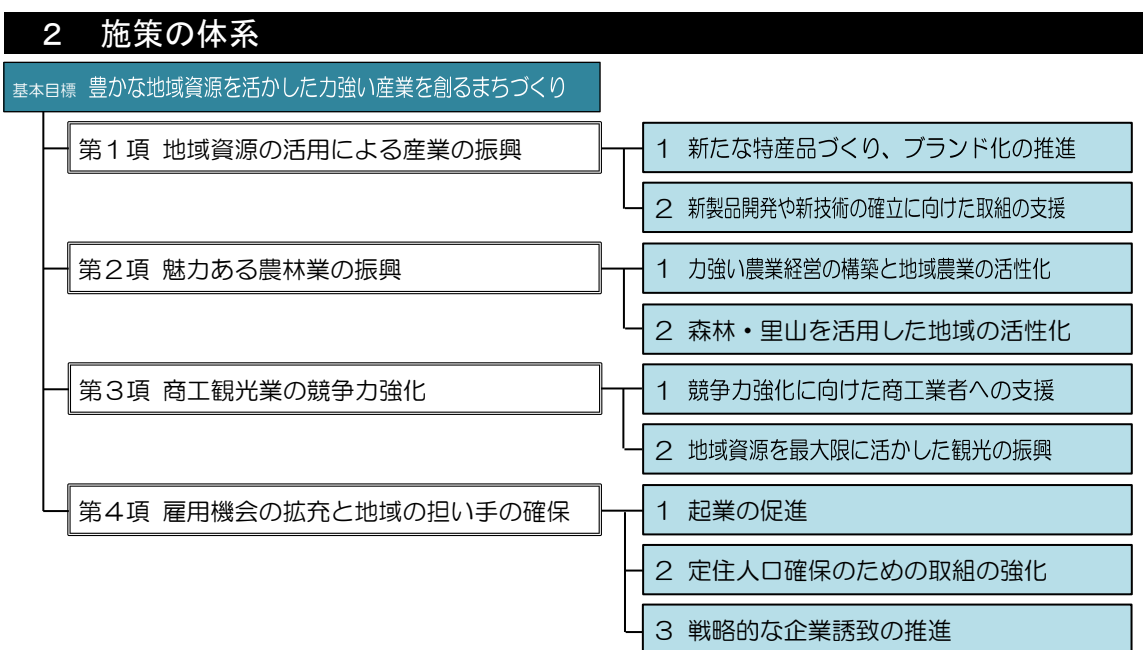 2 施策の体系
基本目標 豊かな地域資源を活かした力強い産業を創るまちづくり
第1項 地域資源の活用による産業の振興
1 新たな特産品づくり、ブランド化の推進
2 新製品開発や新技術の確立に向けた取組の支援
第2項 魅力ある農林業の振興
1 力強い農業経営の構築と地域農業の活性化
2 森林・里山を活用した地域の活性化
第3項 商工観光業の競争力強化
1 競争力強化に向けた商工業者への支援
2 地域資源を最大限に活かした観光の振興
第4項 雇用機会の拡充と地域の担い手の確保
1 起業の促進
2 定住人口確保のための取組の強化
3 戦略的な企業誘致の推進